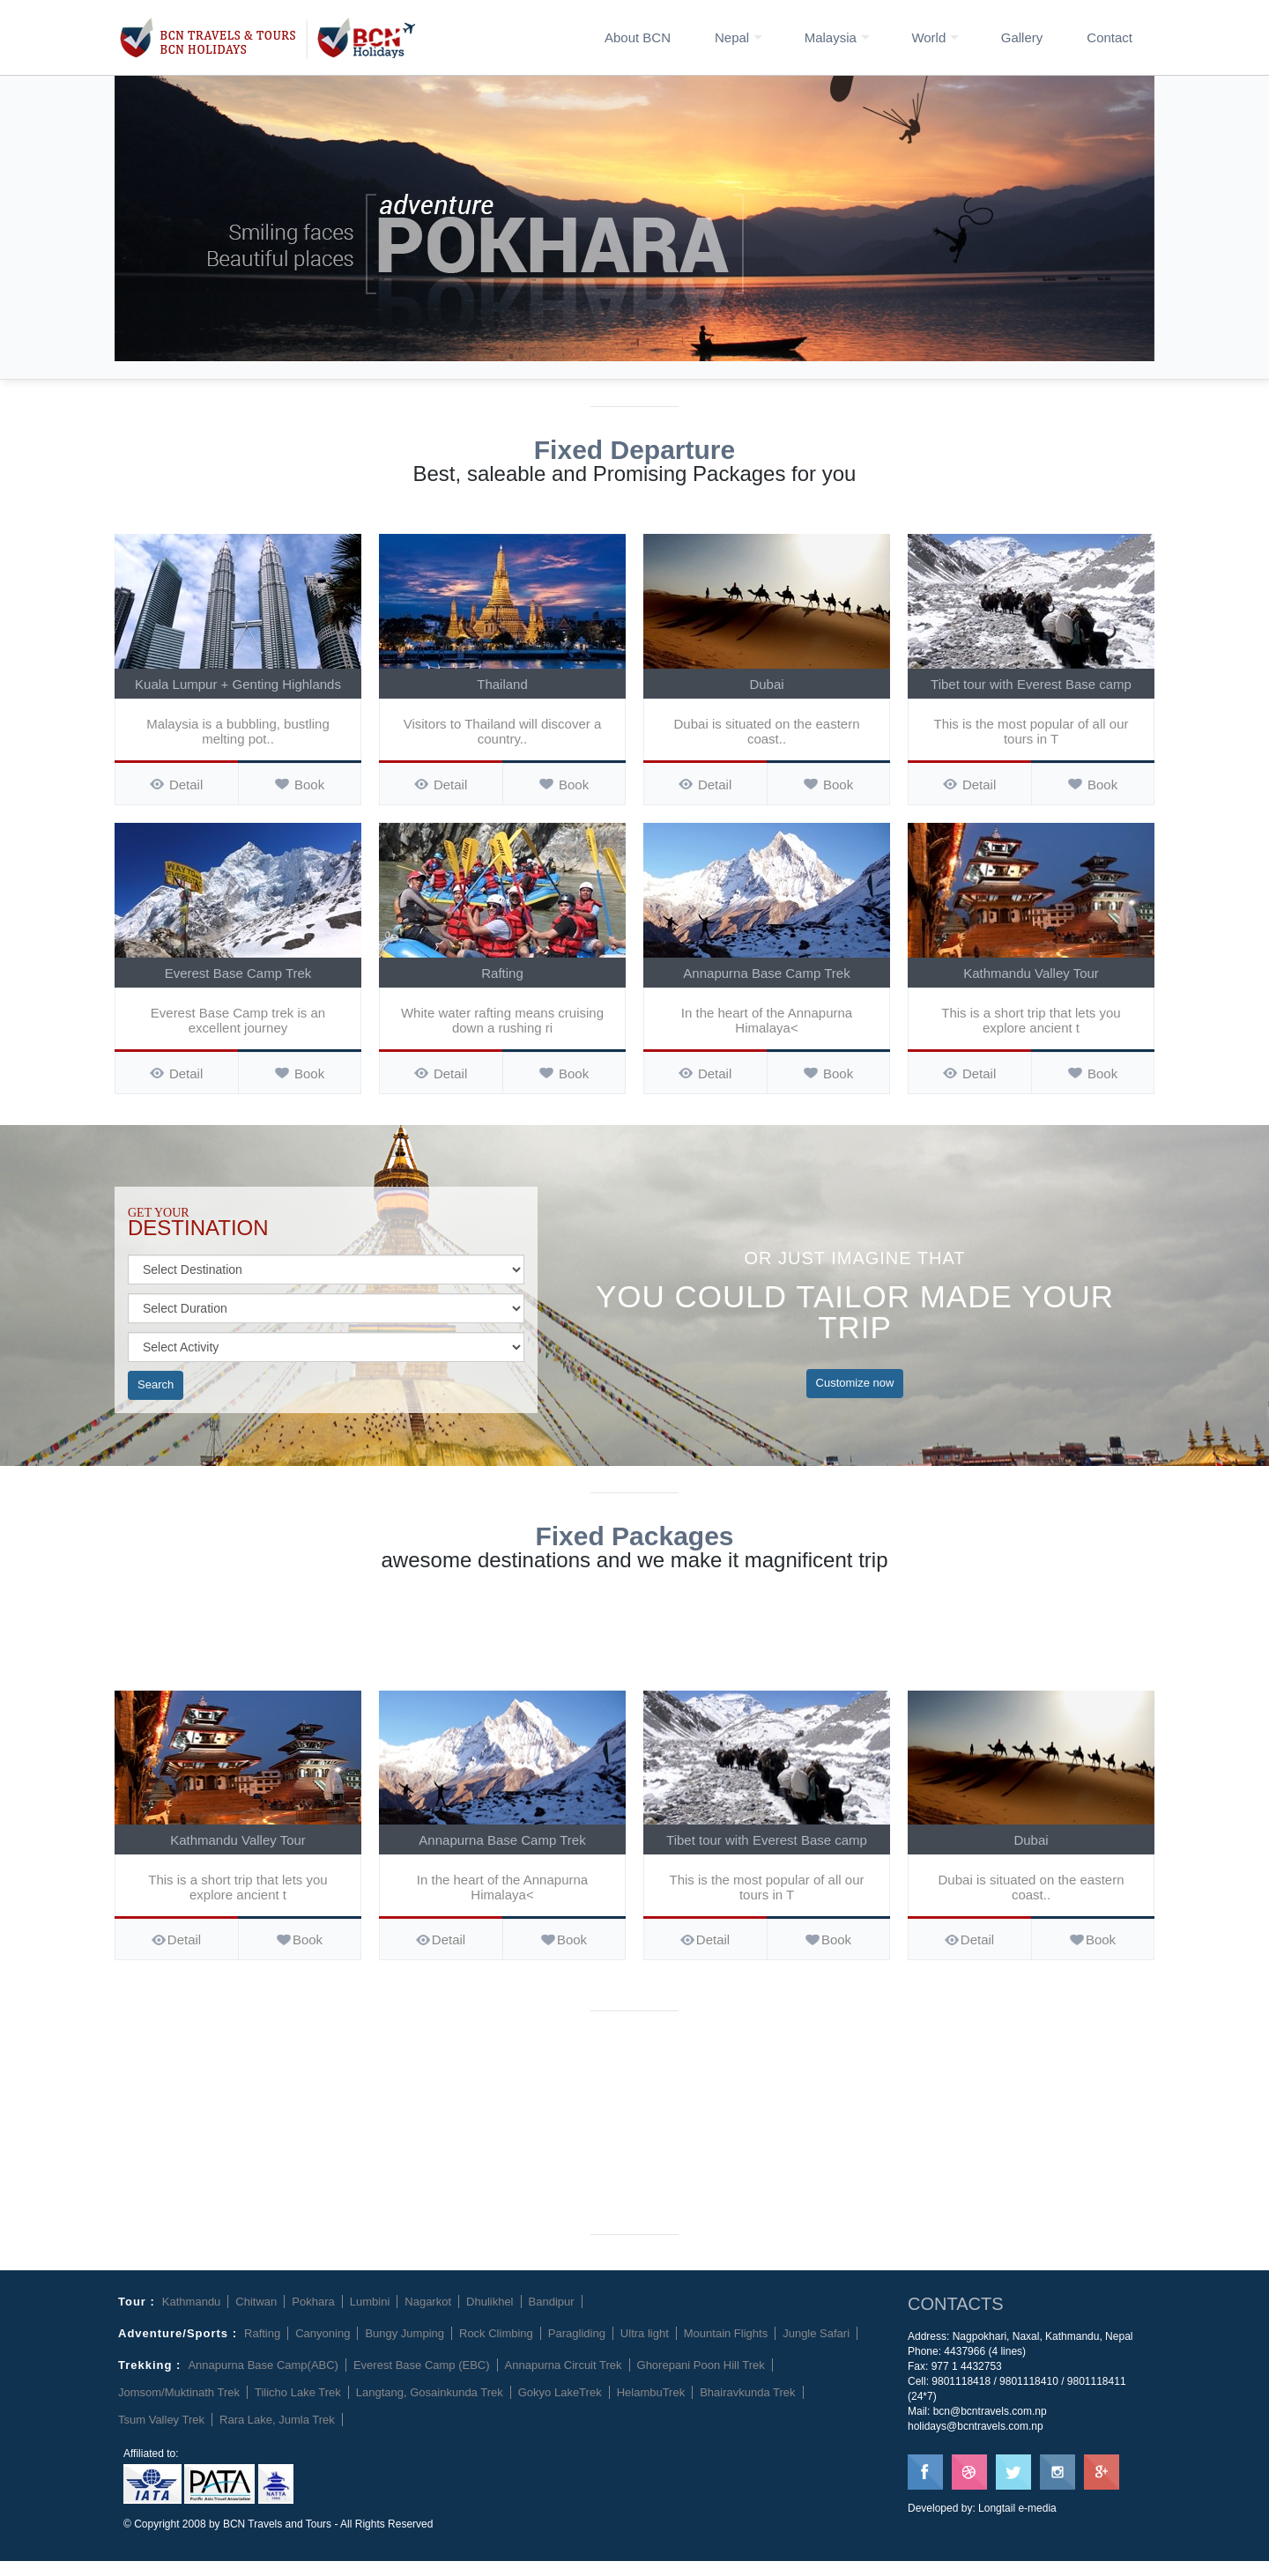 BCN TRAVELS & TOURS
BCN HOLIDAYS
BCN
Holidays
About BCN
Nepal
Malaysia
World
Gallery
Contact
Smiling faces
Beautiful places
adventure
POKHARA
Fixed Departure
Best, saleable and Promising Packages for you
Kuala Lumpur + Genting Highlands
Malaysia is a bubbling, bustling
melting pot..
Detail
Book
Thailand
Visitors to Thailand will discover a
country..
Detail
Book
Dubai
Dubai is situated on the eastern
coast..
Detail
Book
Tibet tour with Everest Base camp
This is the most popular of all our
tours in T
Detail
Book
WAY TO
Everest Base Camp Trek
Everest Base Camp trek is an
excellent journey
Detail
Book
Rafting
White water rafting means cruising
down a rushing ri
Detail
Book
Annapurna Base Camp Trek
In the heart of the Annapurna
Himalaya<
Detail
Book
Kathmandu Valley Tour
This is a short trip that lets you
explore ancient t
Detail
Book
GET YOUR
DESTINATION
Select Destination
Select Duration
Select Activity
Search
OR JUST IMAGINE THAT
YOU COULD TAILOR MADE YOUR
TRIP
Customize now
Fixed Packages
awesome destinations and we make it magnificent trip
Kathmandu Valley Tour
This is a short trip that lets you
explore ancient t
Detail
Book
Annapurna Base Camp Trek
In the heart of the Annapurna
Himalaya<
Detail
Book
Tibet tour with Everest Base camp
This is the most popular of all our
tours in T
Detail
Book
Dubai
Dubai is situated on the eastern
coast..
Detail
Book
Tour : Kathmandu | Chitwan | Pokhara | Lumbini | Nagarkot | Dhulikhel | Bandipur |
Adventure/Sports : Rafting | Canyoning | Bungy Jumping | Rock Climbing | Paragliding | Ultra light | Mountain Flights | Jungle Safari |
Trekking : Annapurna Base Camp(ABC) | Everest Base Camp (EBC) | Annapurna Circuit Trek | Ghorepani Poon Hill Trek |
Jomsom/Muktinath Trek | Tilicho Lake Trek | Langtang, Gosainkunda Trek | Gokyo LakeTrek | HelambuTrek | Bhairavkunda Trek |
Tsum Valley Trek | Rara Lake, Jumla Trek |
Affiliated to:
IATA
PATA
Pacific Asia Travel Association
NATTA
© Copyright 2008 by BCN Travels and Tours - All Rights Reserved
CONTACTS
Address: Nagpokhari, Naxal, Kathmandu, Nepal
Phone: 4437966 (4 lines)
Fax: 977 1 4432753
Cell: 9801118418 / 9801118410 / 9801118411
(24*7)
Mail: bcn@bcntravels.com.np
holidays@bcntravels.com.np
Developed by: Longtail e-media